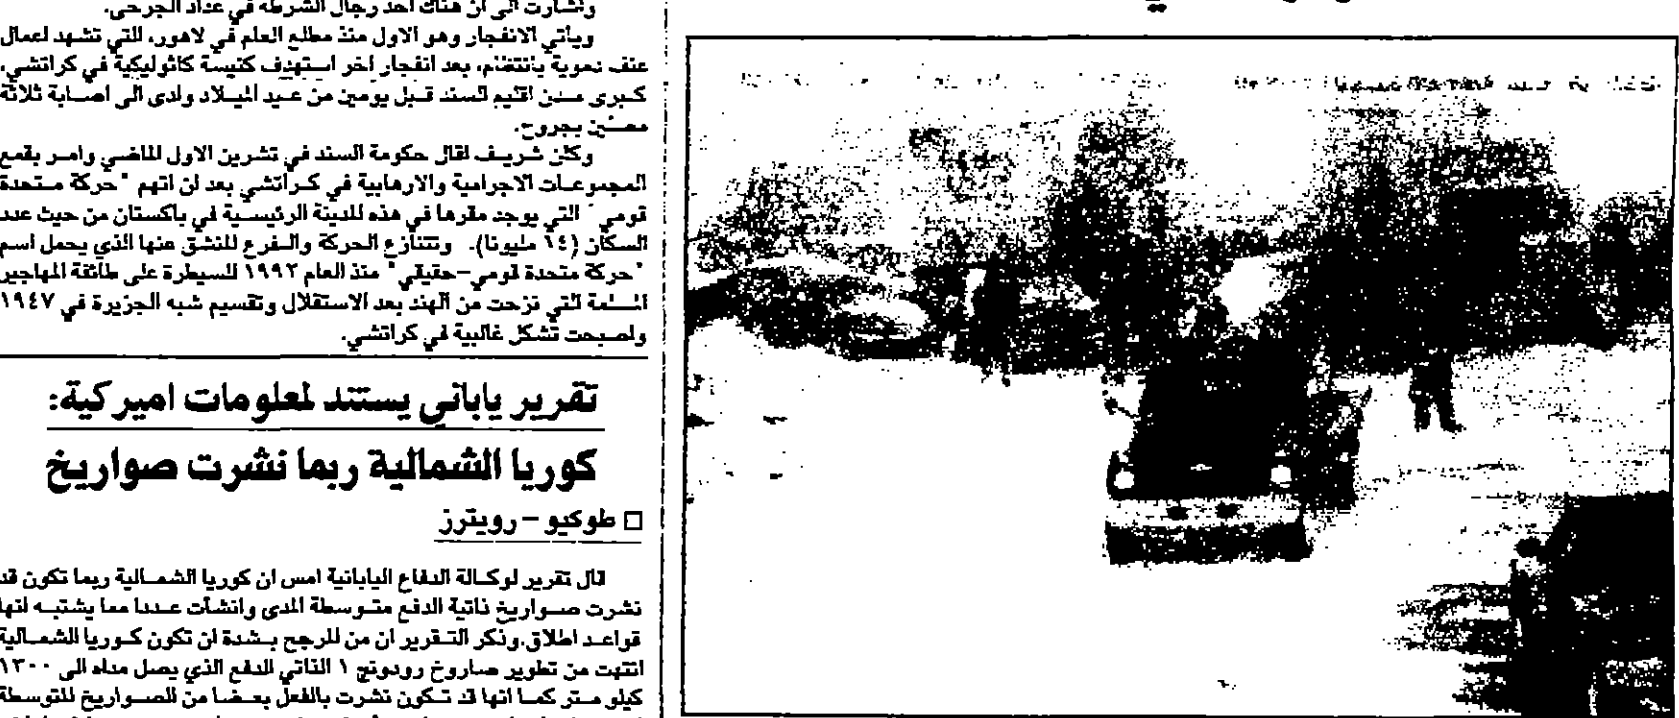 واشارت الى ان هناك احد رجال الشرطة في عداد الجرحى.
ويأتي الانفجار وهو الاول منذ مطلع العام في لاهور، التي تشهد اعمال
عنف دموية بانتظام، بعد انفجار اخر استهدف كنيسة كاثوليكية في كراتشي،
كبرى مدن اقليم السند قبل يومين من عيد الميلاد وادى الى اصابة ثلاثة
مصلين بجروح.
وكان شريف اقال حكومة السند في تشرين الاول الماضي وامر بقمع
المجموعات الاجرامية والارهابية في كراتشي بعد ان اتهم "حركة متحدة
قومي" التي يوجد مقرها في هذه المدينة الرئيسية في باكستان من حيث عدد
السكان (١٤ مليونا). وتتنازع الحركة والفرع المنشق عنها الذي يحمل اسم
"حركة متحدة قومي-حقيقي" منذ العام ١٩٩٢ للسيطرة على طائفة المهاجير
المسلمة التي نزحت من الهند بعد الاستقلال وتقسيم شبه الجزيرة في ١٩٤٧
واصبحت تشكل غالبية في كراتشي.
تقرير ياباني يستند لمعلومات اميركية:
كوريا الشمالية ربما نشرت صواريخ
□ طوكيو – رويترز
قال تقرير لوكالة الدفاع اليابانية امس ان كوريا الشمالية ربما تكون قد
نشرت صواريخ ذاتية الدفع متوسطة المدى وانشأت عددا مما يشتبه انها
قواعد اطلاق.وذكر التقرير ان من المرجح بشدة ان تكون كوريا الشمالية
انتهت من تطوير صاروخ رودونج ١ الذاتي الدفع الذي يصل مداه الى ١٣٠٠
كيلو متر كما انها قد تكون نشرت بالفعل بعضا من الصواريخ المتوسطة